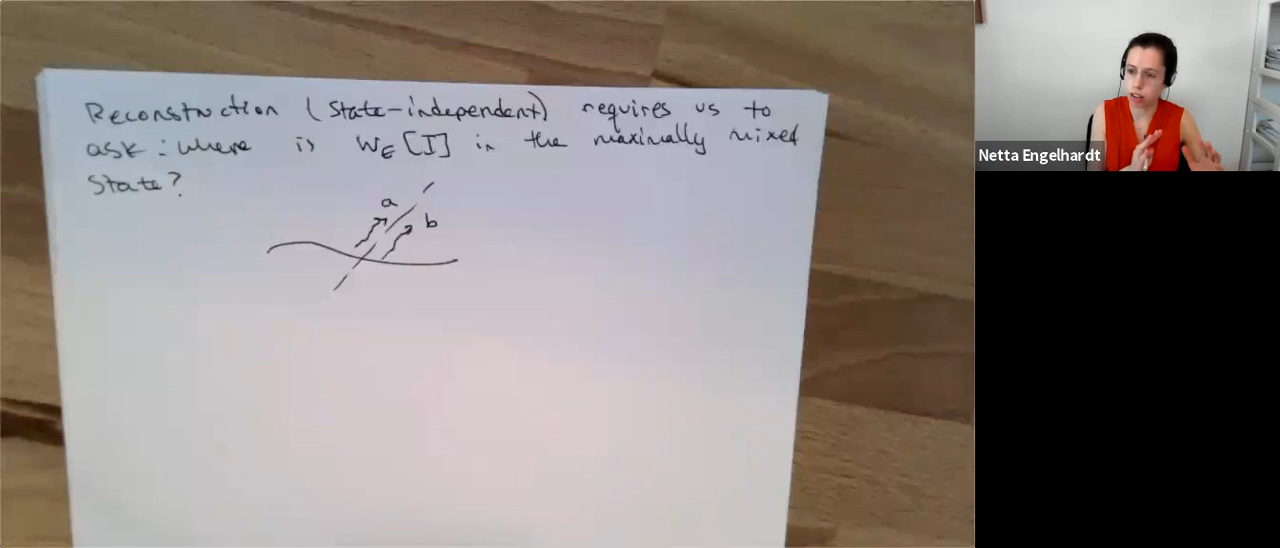 Reconstruction (state-independent) requires us to
ask: where is W_E[I] in the maximally mixed
state?
a
b
Netta Engelhardt